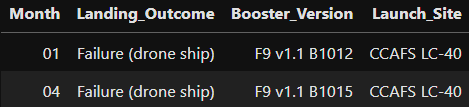 Month Landing_Outcome Booster_Version Launch_Site
01 Failure (drone ship) F9 v1.1 B1012 CCAFS LC-40
04 Failure (drone ship) F9 v1.1 B1015 CCAFS LC-40